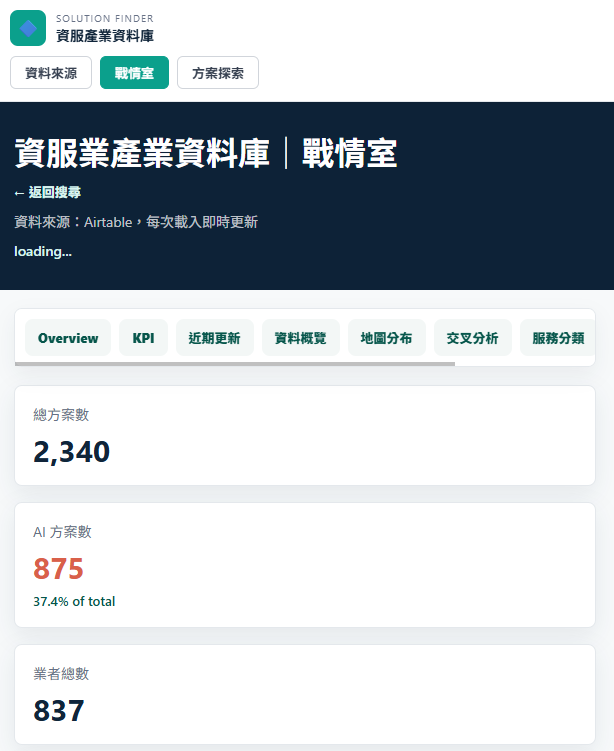 SOLUTION FINDER
資服產業資料庫
資料來源
戰情室
方案探索
資服業產業資料庫｜戰情室
← 返回搜尋
資料來源：Airtable，每次載入即時更新
loading...
Overview
KPI
近期更新
資料概覽
地圖分布
交叉分析
服務分類
總方案數
2,340
AI 方案數
875
37.4% of total
業者總數
837